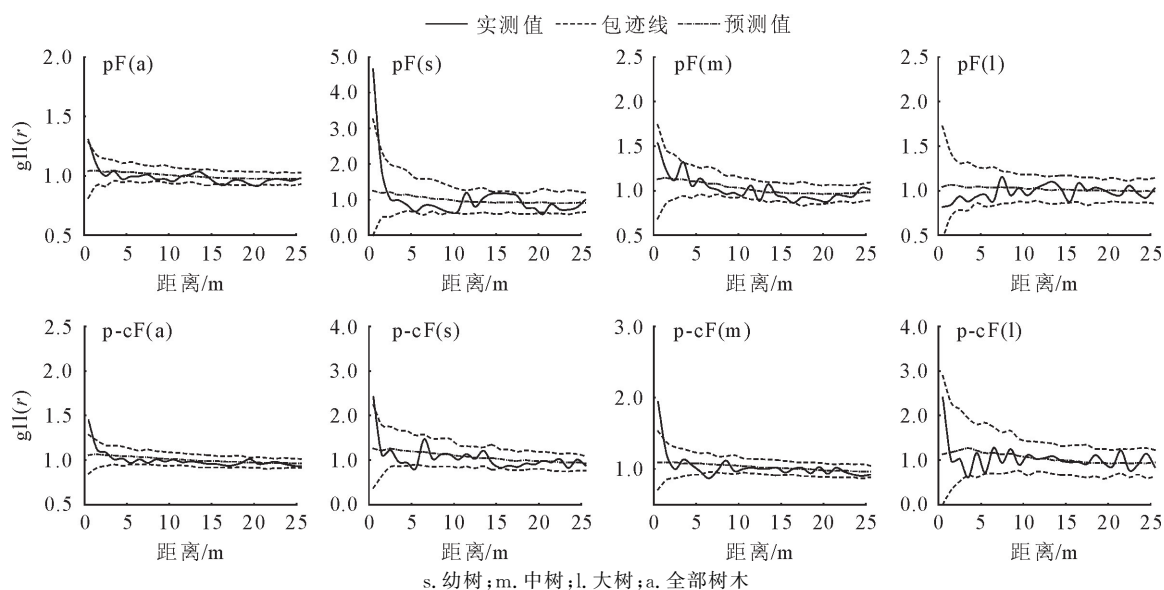 实测值 包迹线 预测值
pF(a) pF(s) pF(m) pF(l)
2.0 5.0 2.5 2.5
4.0
2.0 2.0
1.5 3.0
1.5 1.5
2.0
1.0 1.0 1.0
1.0
0.5 0.0 0.5 0.5
g11(r)
0 5 10 15 20 25 0 5 10 15 20 25 0 5 10 15 20 25 0 5 10 15 20 25
距离/m 距离/m 距离/m 距离/m
p-cF(a) p-cF(s) p-cF(m) p-cF(l)
2.5 4.0 3.0 4.0
2.0 3.0 3.0
2.0
1.5 2.0 2.0
1.0 1.0 1.0 1.0
0.5 0.0 0.0
g11(r)
0 5 10 15 20 25 0 5 10 15 20 25 0 5 10 15 20 25 0 5 10 15 20 25
距离/m 距离/m 距离/m 距离/m
s.幼树;m.中树;l.大树;a.全部树木